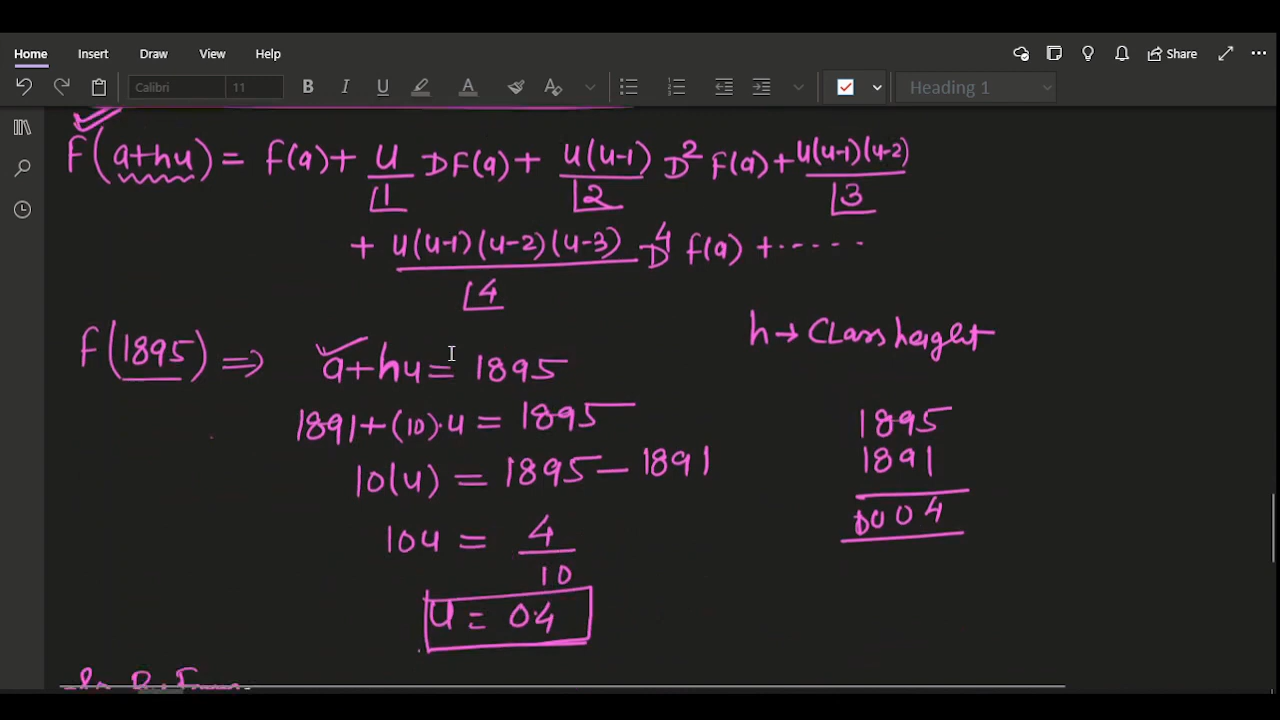 Home Insert Draw View Help Share
Calibri 11 B I U A Heading 1
F(a+hu) = f(a)+ u/⌊1 DF(a)+ u(u-1)/⌊2 D² F(a)+ u(u-1)(u-2)/⌊3
+ u(u-1)(u-2)(u-3)/⌊4 D⁴ f(a) +······
h→ Class height
F(1895) ⇒ a+hu = 1895
1891+(10)·u = 1895
10(u) = 1895 − 1891
10u = 4/10
u = 0.4
1895
1891
0004